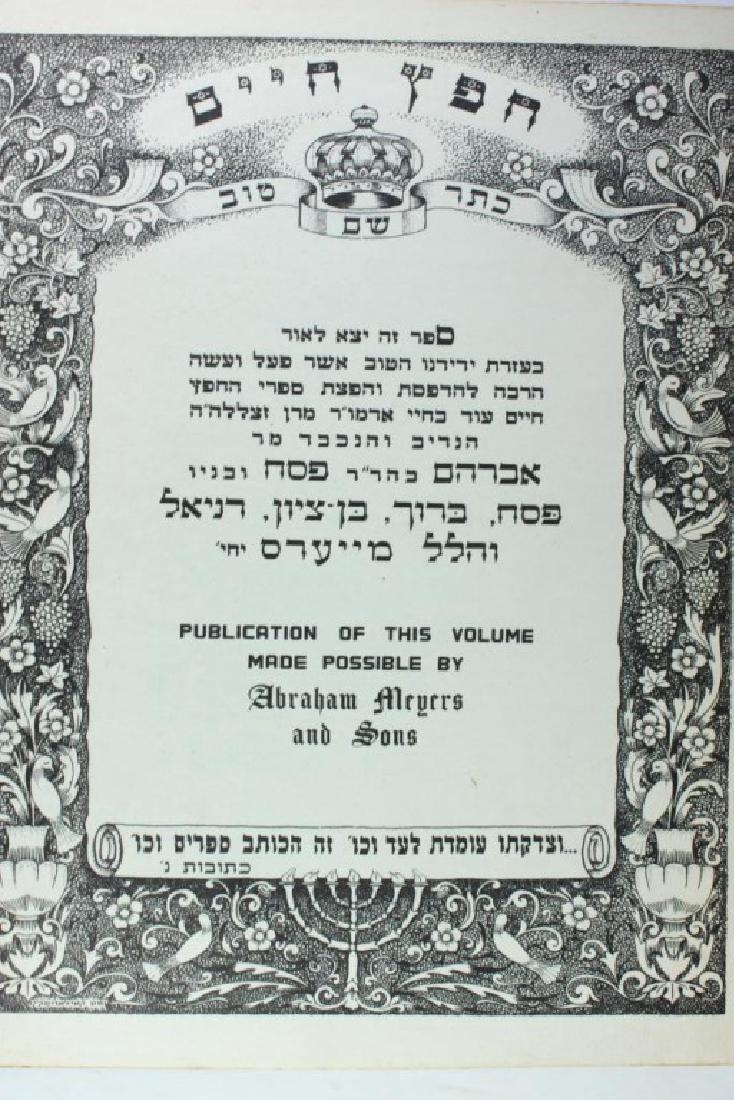 חפץ חיים
כתר שם טוב
ספר זה יצא לאור
בעזרת ידידנו הטוב אשר פעל ועשה
הרבה להדפסת והפצת ספרי החפץ
חיים עוד בחיי אדמו״ר מרן זצללה״ה
הנדיב והנכבד מר
אברהם בהר״ר פסח ובניו
פסח, ברוך, בן־ציון, דניאל
והלל מייערס יחי׳
PUBLICATION OF THIS VOLUME
MADE POSSIBLE BY
Abraham Meyers
and Sons
...וצדקתו עומדת לעד וכו׳ זה הכותב ספרים וכו׳
כתובות נ׳